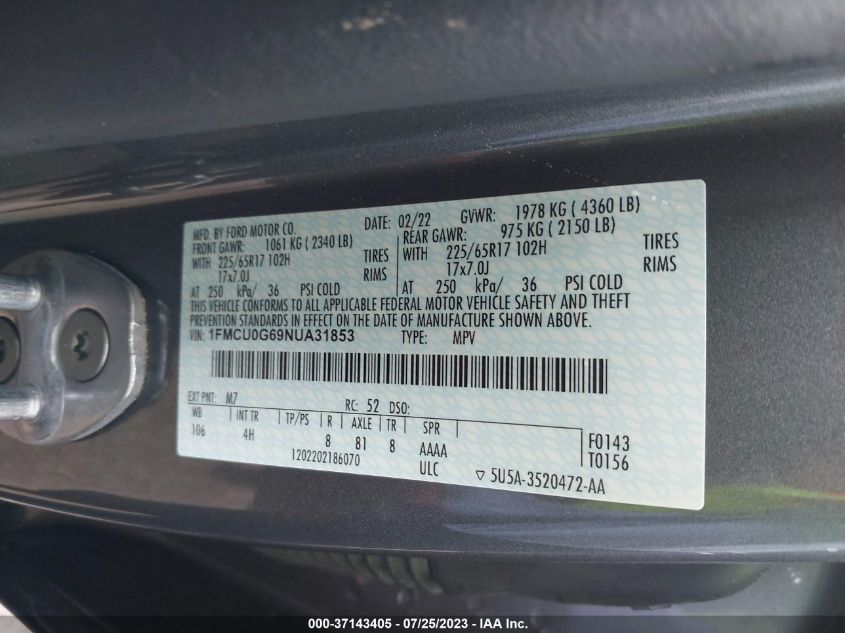 MFD. BY FORD MOTOR CO. DATE: 02/22 GVWR: 1978 KG ( 4360 LB)
FRONT GAWR: 1061 KG ( 2340 LB) REAR GAWR: 975 KG ( 2150 LB)
WITH 225/65R17 102H TIRES WITH 225/65R17 102H TIRES
17x7.0J RIMS 17x7.0J RIMS
AT 250 kPa/ 36 PSI COLD AT 250 kPa/ 36 PSI COLD
THIS VEHICLE CONFORMS TO ALL APPLICABLE FEDERAL MOTOR VEHICLE SAFETY AND THEFT
PREVENTION STANDARDS IN EFFECT ON THE DATE OF MANUFACTURE SHOWN ABOVE.
VIN: 1FMCU0G69NUA31853 TYPE: MPV
EXT PNT: M7 RC: 52 DSO:
WB INT TR TP/PS R AXLE TR SPR
106 4H 8 81 8 AAAA F0143
1202202186070 ULC T0156
▽ 5U5A-3520472-AA
000-37143405 - 07/25/2023 - IAA Inc.